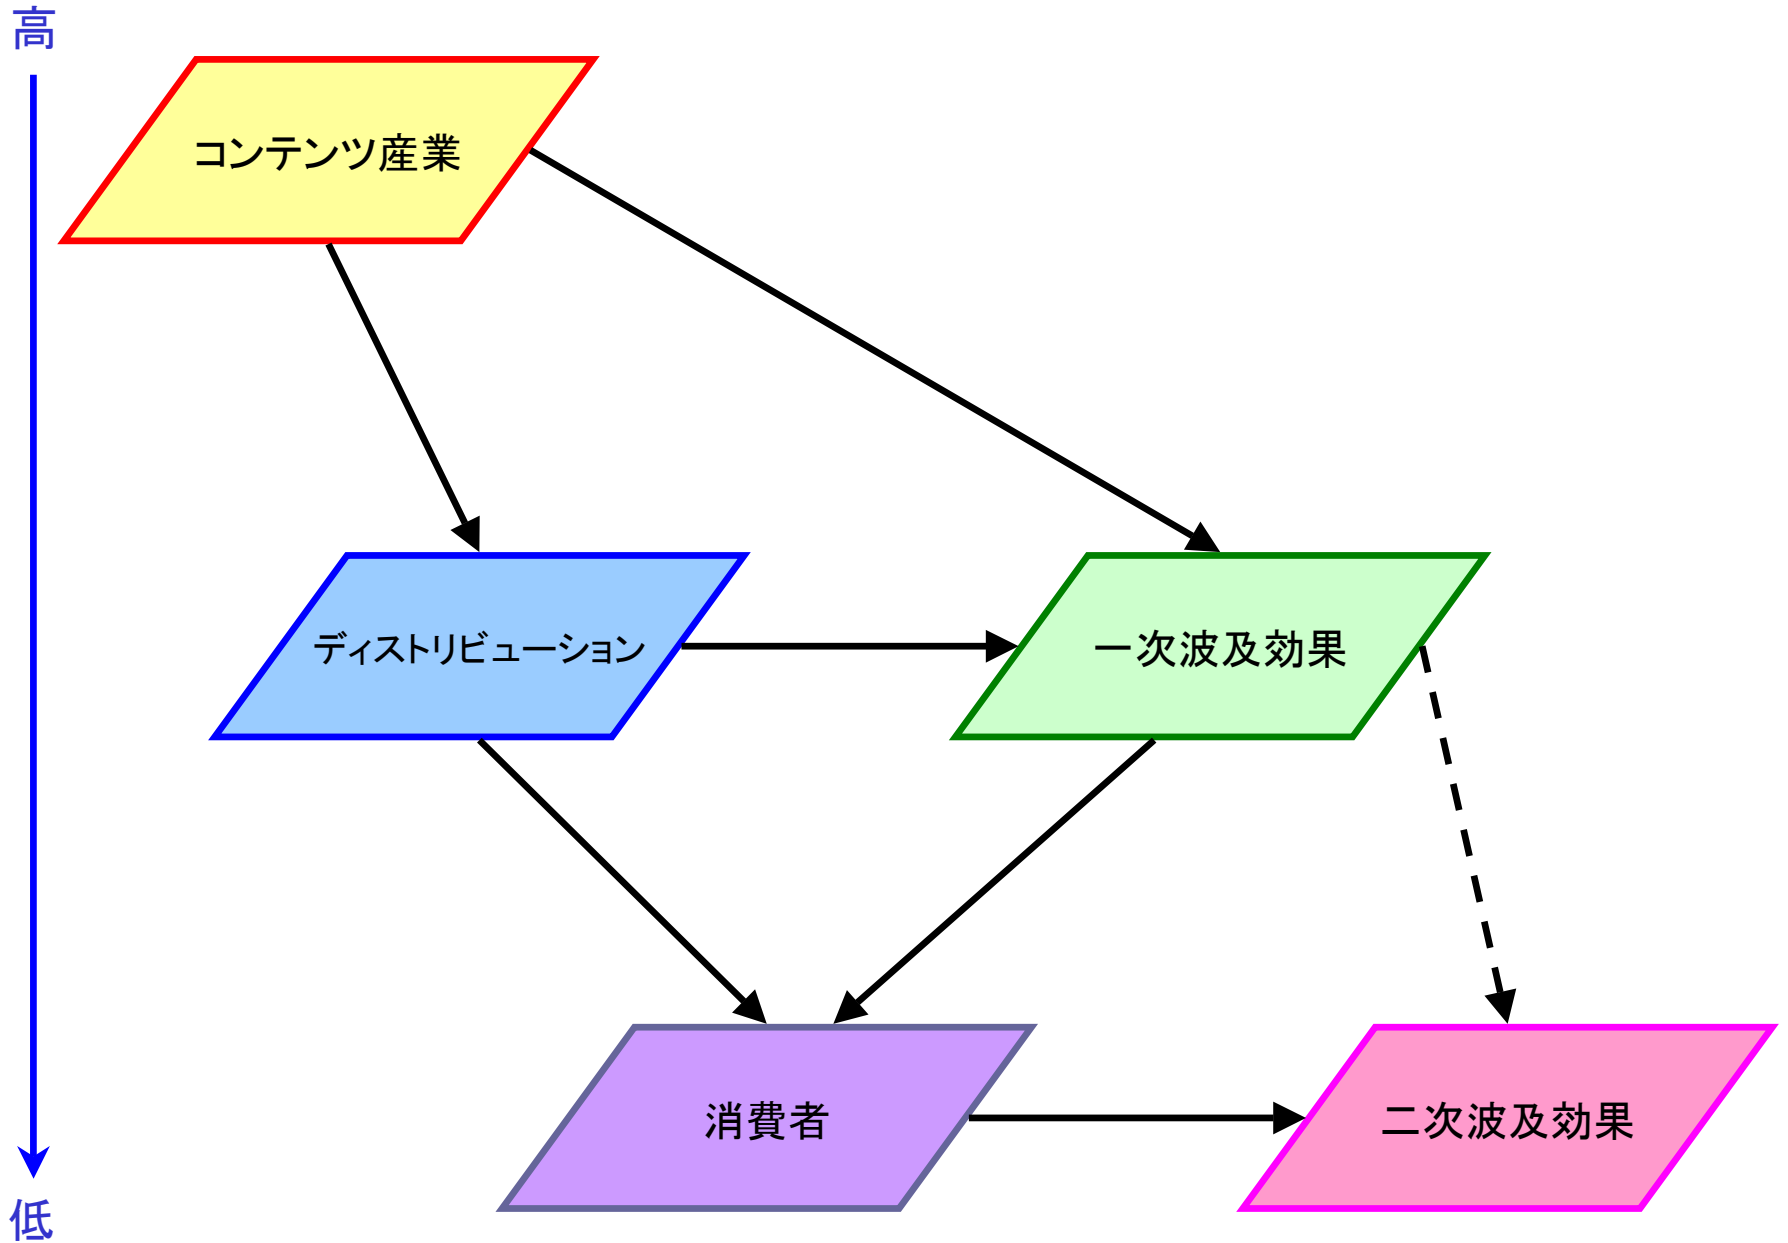 高
コンテンツ産業
ディストリビューション
一次波及効果
消費者
二次波及効果
低